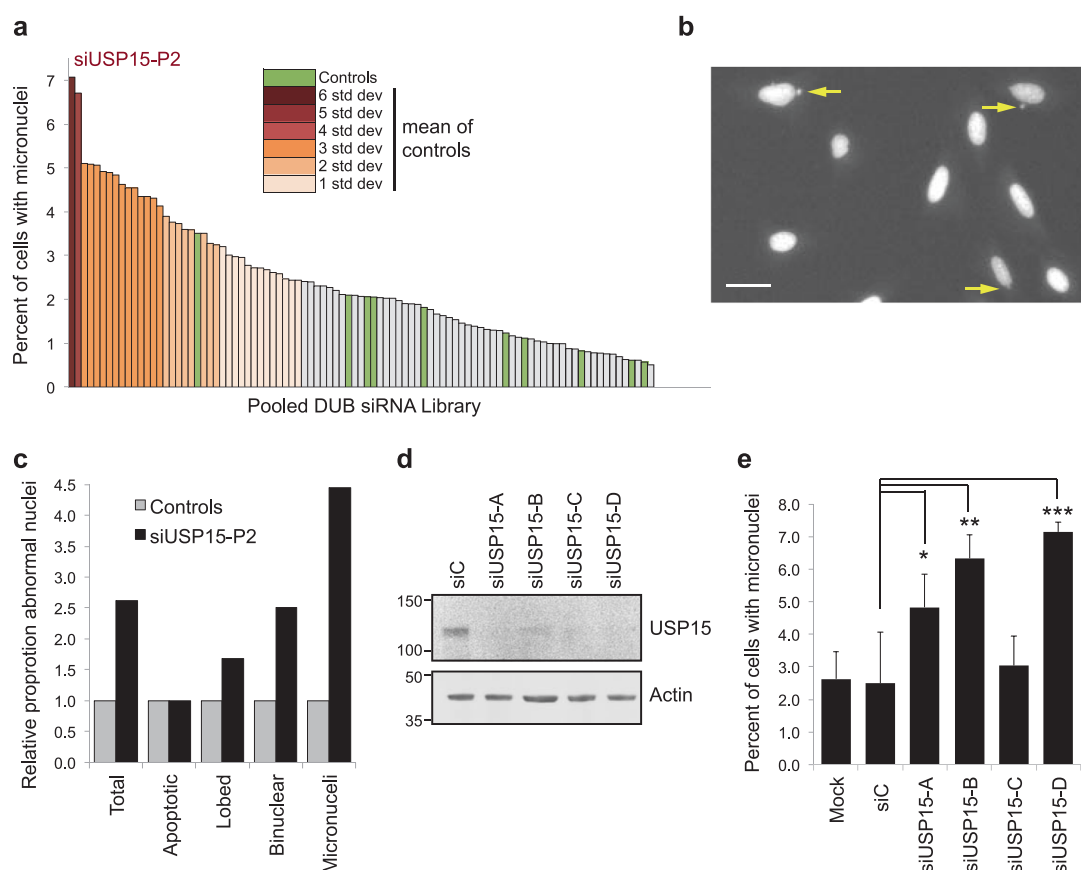 a
siUSP15-P2
Percent of cells with micronuclei
7
6
5
4
3
2
1
0
Controls
6 std dev
5 std dev
4 std dev
3 std dev
2 std dev
1 std dev
mean of
controls
Pooled DUB siRNA Library
b
c
Relative proprotion abnormal nuclei
4.5
4.0
3.5
3.0
2.5
2.0
1.5
1.0
0.5
0.0
Controls
siUSP15-P2
Total
Apoptotic
Lobed
Binuclear
Micronuceli
d
siC
siUSP15-A
siUSP15-B
siUSP15-C
siUSP15-D
150
100
USP15
50
35
Actin
e
Percent of cells with micronuclei
8.0
7.0
6.0
5.0
4.0
3.0
2.0
1.0
0.0
*
**
***
Mock
siC
siUSP15-A
siUSP15-B
siUSP15-C
siUSP15-D